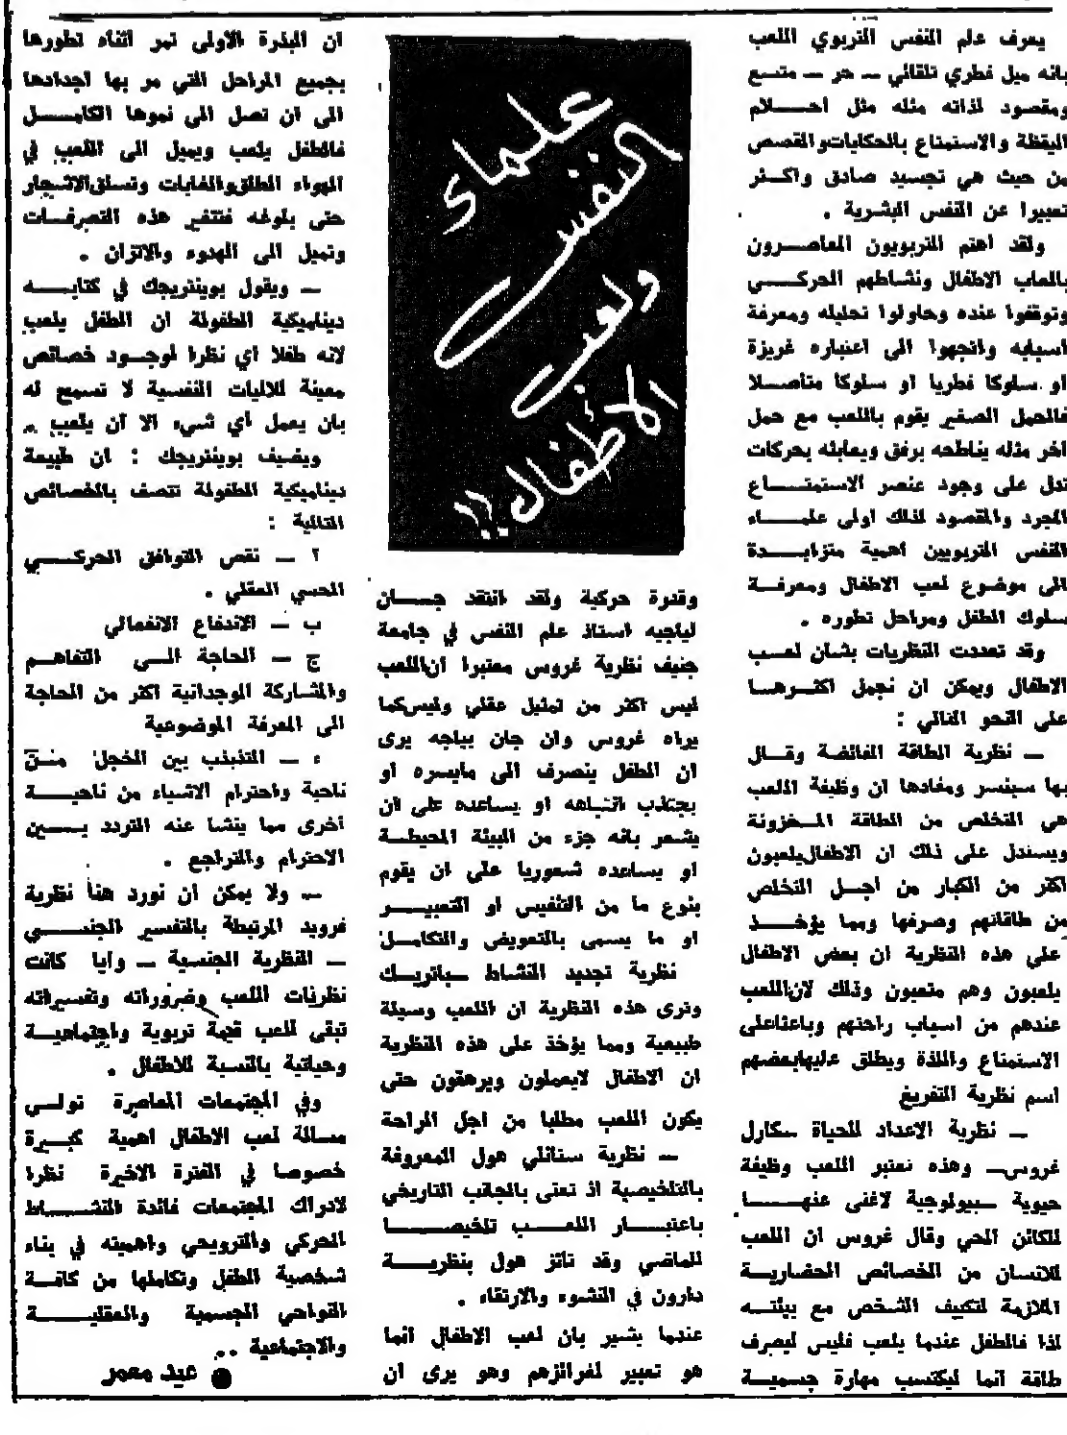 علماء
النفس
ولعب
الاطفال !!
يعرف علم النفس التربوي اللعب
بانه ميل فطري تلقائي — حر — متسع
ومقصود لذاته مثله مثل احلام
اليقظة والاستمتاع بالحكايات والقصص
من حيث هي تجسيد صادق واكثر
تعبيرا عن النفس البشرية .
ولقد اهتم التربويون المعاصرون
بالعاب الاطفال ونشاطهم الحركي
وتوقفوا عنده وحاولوا تحليله ومعرفة
اسبابه واتجهوا الى اعتباره غريزة
او سلوكا فطريا او سلوكا متاصلا
فالحمل الصغير يقوم باللعب مع حمل
آخر مثله يناطحه برفق ويعابثه بحركات
تدل على وجود عنصر الاستمتاع
المجرد والمقصود لذلك اولى علماء
النفس التربويين اهمية متزايدة
الى موضوع لعب الاطفال ومعرفة
سلوك الطفل ومراحل تطوره .
وقد تعددت النظريات بشان لعب
الاطفال ويمكن ان نجمل اكثرها
على النحو التالي :
— نظرية الطاقة الفائضة وقال
بها سبنسر ومفادها ان وظيفة اللعب
هي التخلص من الطاقة المخزونة
ويستدل على ذلك ان الاطفال يلعبون
اكثر من الكبار من اجل التخلص
من طاقاتهم وصرفها ومما يؤخذ
على هذه النظرية ان بعض الاطفال
يلعبون وهم متعبون وذلك لان اللعب
عندهم من اسباب راحتهم وباعثا على
الاستمتاع واللذة ويطلق عليها بعضهم
اسم نظرية التفريغ
— نظرية الاعداد للحياة — كارل
غروس — وهذه تعتبر اللعب وظيفة
حيوية — بيولوجية لاغنى عنها
للكائن الحي وقال غروس ان اللعب
للانسان من الخصائص الحضارية
اللازمة لتكييف الشخص مع بيئته
لذا فالطفل عندما يلعب فليس ليصرف
طاقة انما ليكتسب مهارة جسمية
وقدرة حركية ولقد انتقد جان
لياجيه استاذ علم النفس في جامعة
جنيف نظرية غروس معتبرا ان اللعب
ليس اكثر من تمثيل عقلي وليس كما
يراه غروس وان جان بياجه يرى
ان الطفل ينصرف الى مايسره او
يجتذب انتباهه او يساعده على ان
يشعر بانه جزء من البيئة المحيطة
او يساعده شعوريا على ان يقوم
بنوع ما من التنفيس او التعبير
او ما يسمى بالتعويض والتكامل
نظرية تجديد النشاط — باتريك
وترى هذه النظرية ان اللعب وسيلة
طبيعية ومما يؤخذ على هذه النظرية
ان الاطفال لايعملون ويرهقون حتى
يكون اللعب مطلبا من اجل الراحة
— نظرية ستانلي هول المعروفة
بالتلخيصية اذ تعنى بالجانب التاريخي
باعتبار اللعب تلخيصا
للماضي وقد تاثر هول بنظرية
دارون في النشوء والارتقاء .
عندما يشير بان لعب الاطفال انما
هو تعبير لغرائزهم وهو يرى ان
ان البذرة الاولى تمر اثناء تطورها
بجميع المراحل التي مر بها اجدادها
الى ان تصل الى نموها الكامل
فالطفل يلعب ويميل الى اللعب في
الهواء الطلق والغابات وتسلق الاشجار
حتى بلوغه فتتغير هذه التصرفات
وتميل الى الهدوء والاتزان .
— ويقول بويتنريجك في كتابه
ديناميكية الطفولة ان الطفل يلعب
لانه طفلا اي نظرا لوجود خصائص
معينة للاليات النفسية لا تسمح له
بان يعمل أي شيء الا ان يلعب ..
ويضيف بويتنريجك : ان طبيعة
ديناميكية الطفولة تتصف بالخصائص
التالية :
أ — نقص التوافق الحركي
الحسي العقلي .
ب — الاندفاع الانفعالي
ج — الحاجة الى التفاهم
والمشاركة الوجدانية اكثر من الحاجة
الى المعرفة الموضوعية
ء — التذبذب بين الخجل من
ناحية واحترام الاشياء من ناحية
أخرى مما ينشا عنه التردد بين
الاحترام والتراجع .
— ولا يمكن ان نورد هنا نظرية
فرويد المرتبطة بالتفسير الجنسي
— النظرية الجنسية — وايا كانت
نظريات اللعب وضروراته وتفسيراته
تبقى للعب قيمة تربوية واجتماعية
وحياتية بالنسبة للاطفال .
وفي المجتمعات المعاصرة تولي
مسالة لعب الاطفال اهمية كبيرة
خصوصا في الفترة الاخيرة نظرا
لادراك المجتمعات فائدة النشاط
الحركي والترويحي واهميته في بناء
شخصية الطفل وتكاملها من كافة
النواحي الجسمية والعقلية
والاجتماعية ..
● عيد معمر